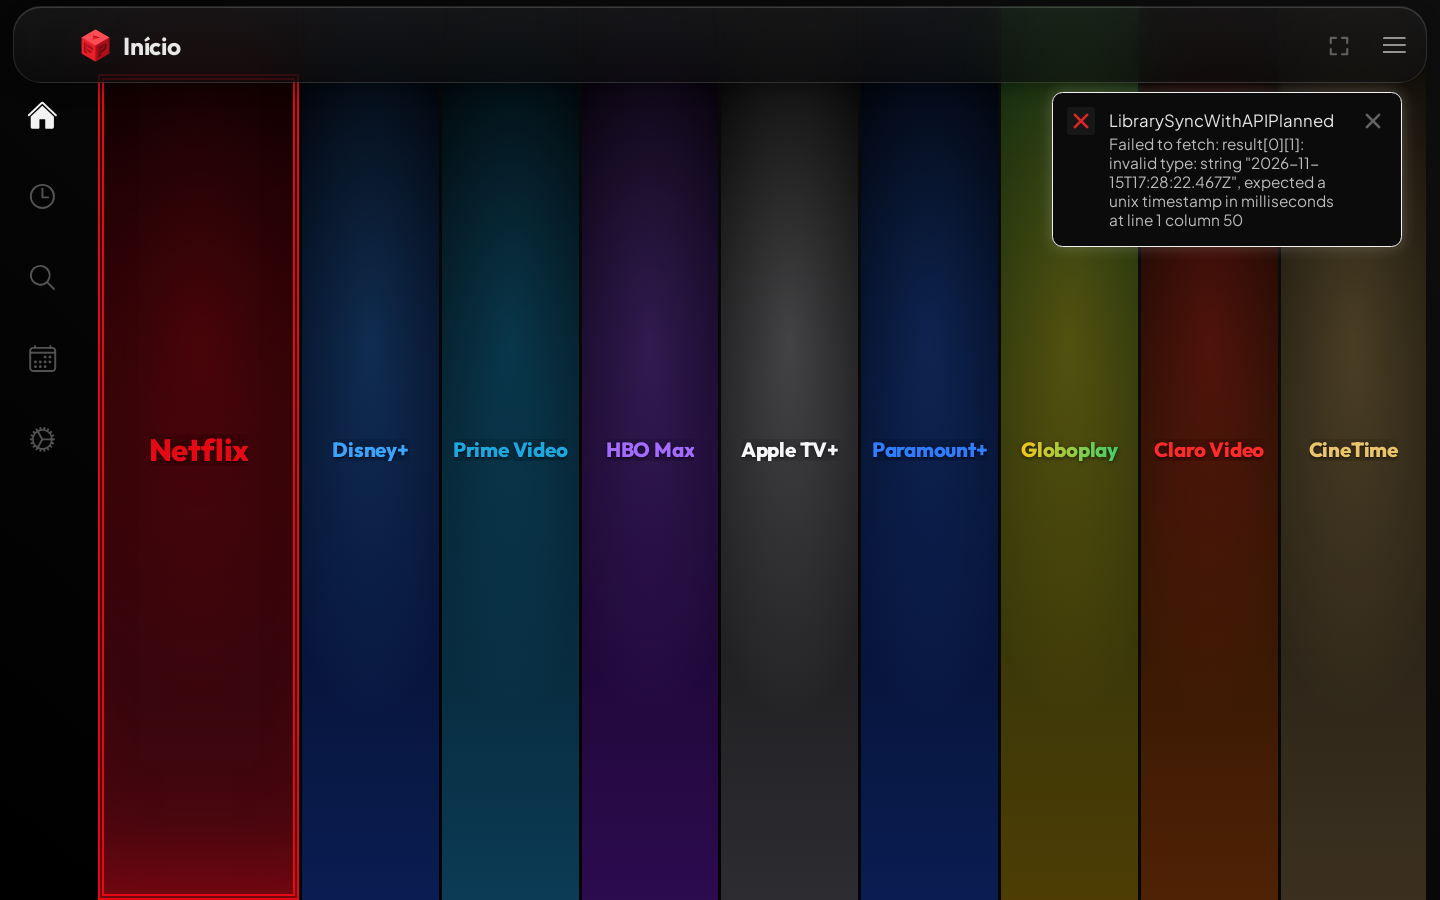 Início
LibrarySyncWithAPIPlanned
Failed to fetch: result[0][1]:
invalid type: string "2026-11-
15T17:28:22.467Z", expected a
unix timestamp in milliseconds
at line 1 column 50
Netflix
Disney+
Prime Video
HBO Max
Apple TV+
Paramount+
Globoplay
Claro Video
CineTime